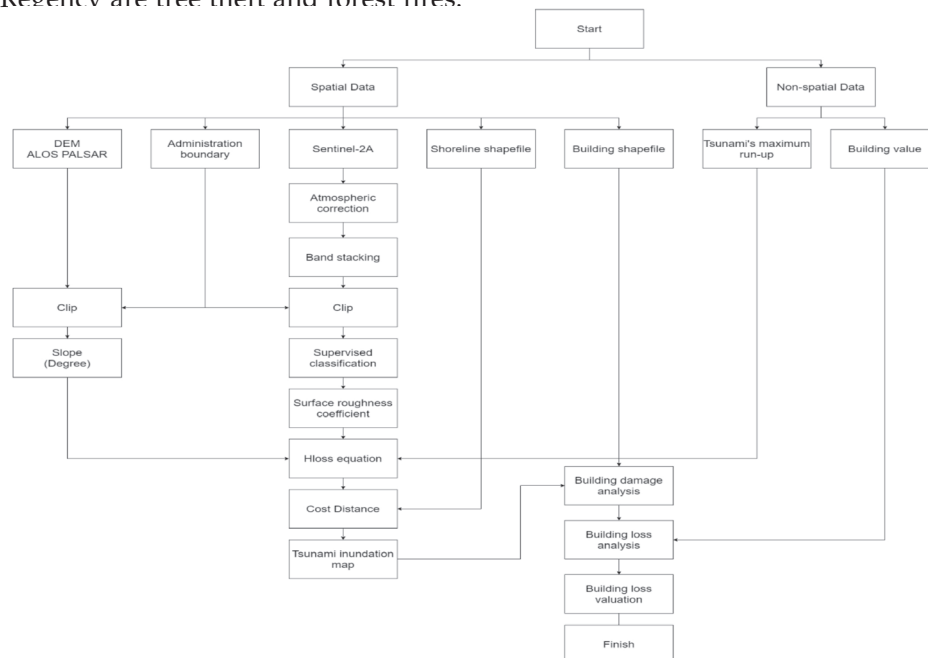 Regency are tree theft and forest fires.
Start
Spatial Data
Non-spatial Data
DEM
ALOS PALSAR
Administration
boundary
Sentinel-2A
Shoreline shapefile
Building shapefile
Tsunami's maximum
run-up
Building value
Atmospheric
correction
Band stacking
Clip
Clip
Slope
(Degree)
Supervised
classification
Surface roughness
coefficient
Hloss equation
Building damage
analysis
Cost Distance
Building loss
analysis
Tsunami inundation
map
Building loss
valuation
Finish